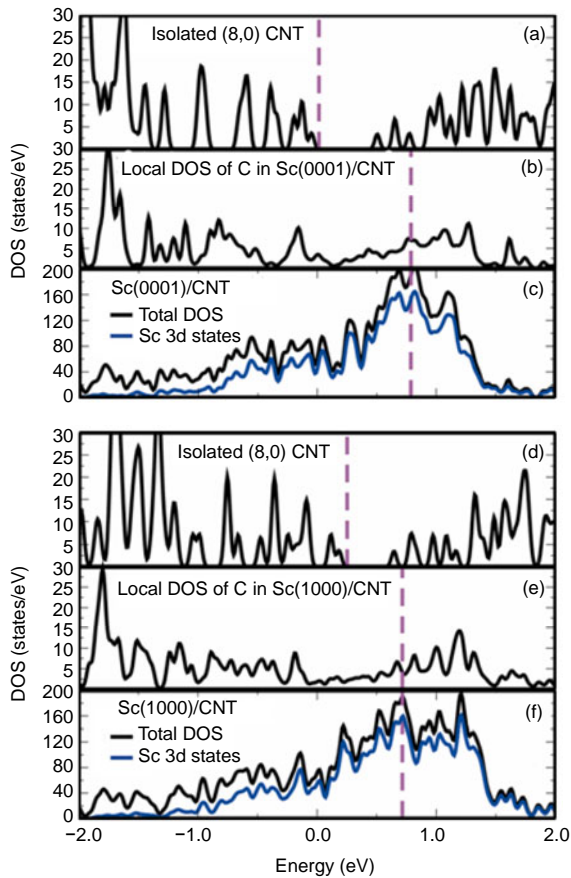 Isolated (8,0) CNT
(a)
30
25
20
15
10
5
Local DOS of C in Sc(0001)/CNT
(b)
30
25
20
15
10
5
DOS (states/eV)
Sc(0001)/CNT
(c)
Total DOS
Sc 3d states
200
160
120
80
40
0
Isolated (8,0) CNT
(d)
30
25
20
15
10
5
Local DOS of C in Sc(1000)/CNT
(e)
30
25
20
15
10
5
DOS (states/eV)
Sc(1000)/CNT
(f)
Total DOS
Sc 3d states
200
160
120
80
40
0
−2.0 −1.0 0.0 1.0 2.0
Energy (eV)